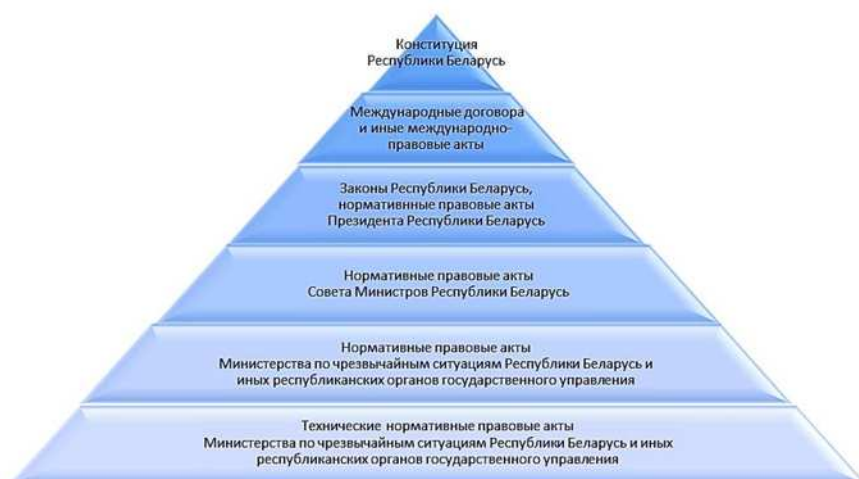 Конституция
Республики Беларусь
Международные договора
и иные международно-
правовые акты
Законы Республики Беларусь,
нормативнные правовые акты
Президента Республики Беларусь
Нормативные правовые акты
Совета Министров Республики Беларусь
Нормативные правовые акты
Министерства по чрезвычайным ситуациям Республики Беларусь и
иных республиканских органов государственного управления
Технические нормативные правовые акты
Министерства по чрезвычайным ситуациям Республики Беларусь и иных
республиканских органов государственного управления